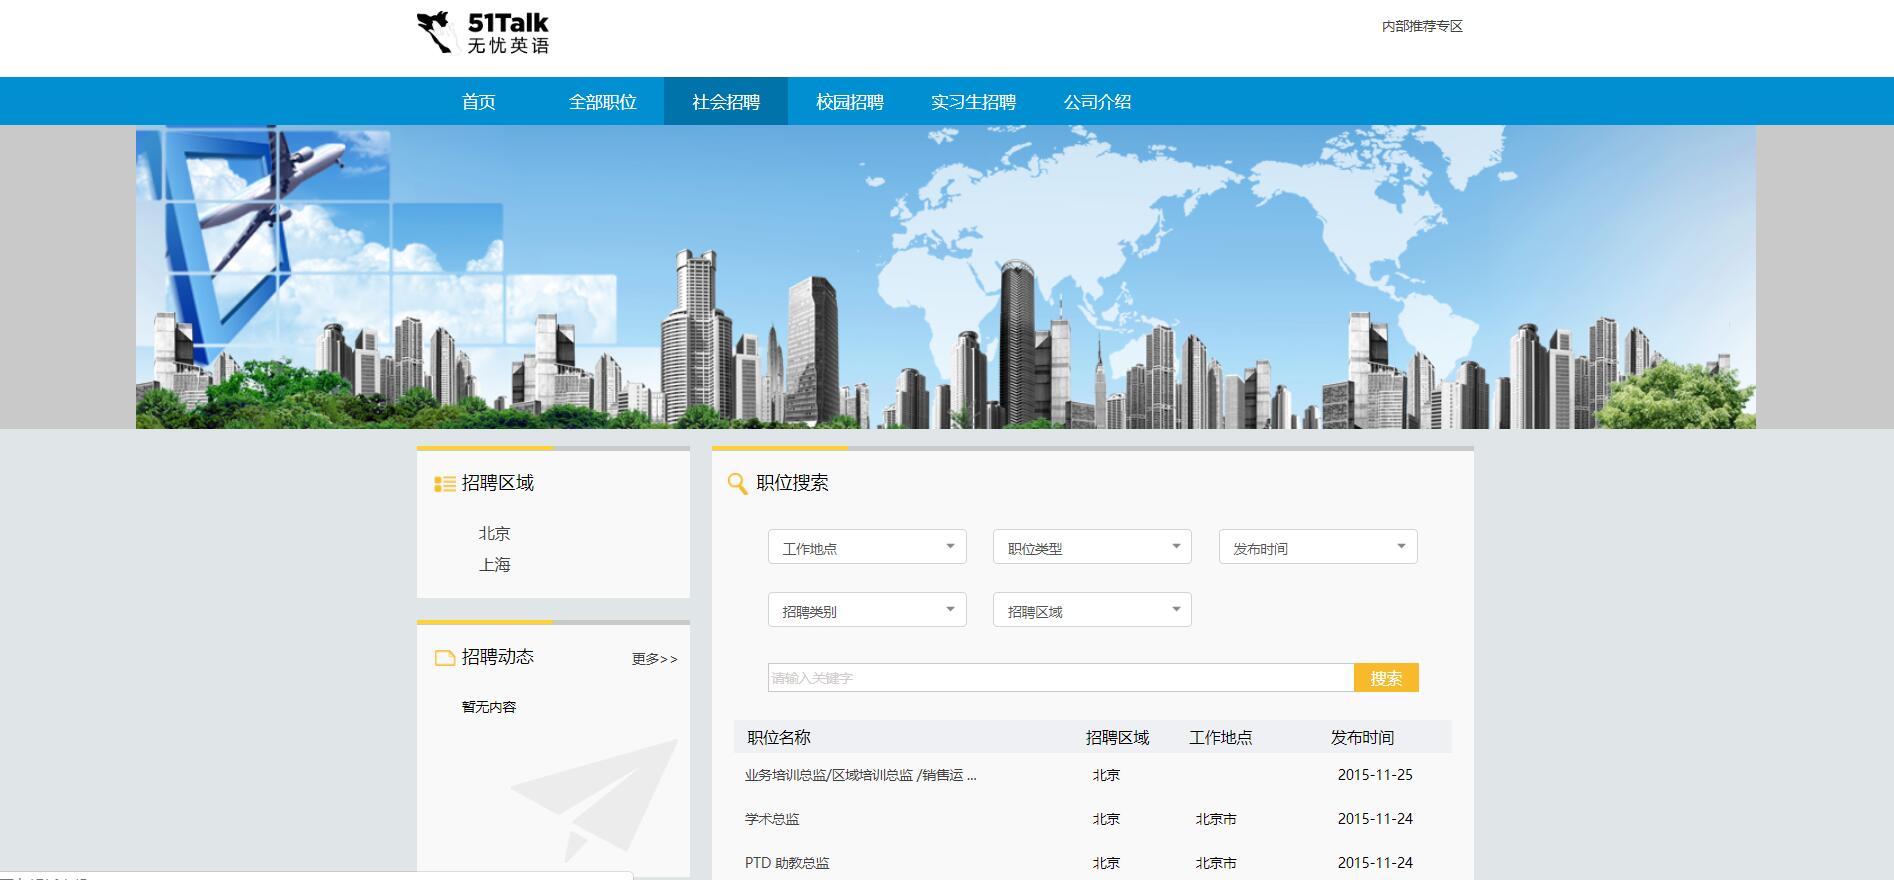 51Talk
无忧英语
内部推荐专区
首页 全部职位 社会招聘 校园招聘 实习生招聘 公司介绍
招聘区域
北京
上海
招聘动态 更多>>
暂无内容
职位搜索
工作地点 职位类型 发布时间
招聘类别 招聘区域
请输入关键字 搜索
职位名称 招聘区域 工作地点 发布时间
业务培训总监/区域培训总监 /销售运 ... 北京 2015-11-25
学术总监 北京 北京市 2015-11-24
PTD 助教总监 北京 北京市 2015-11-24